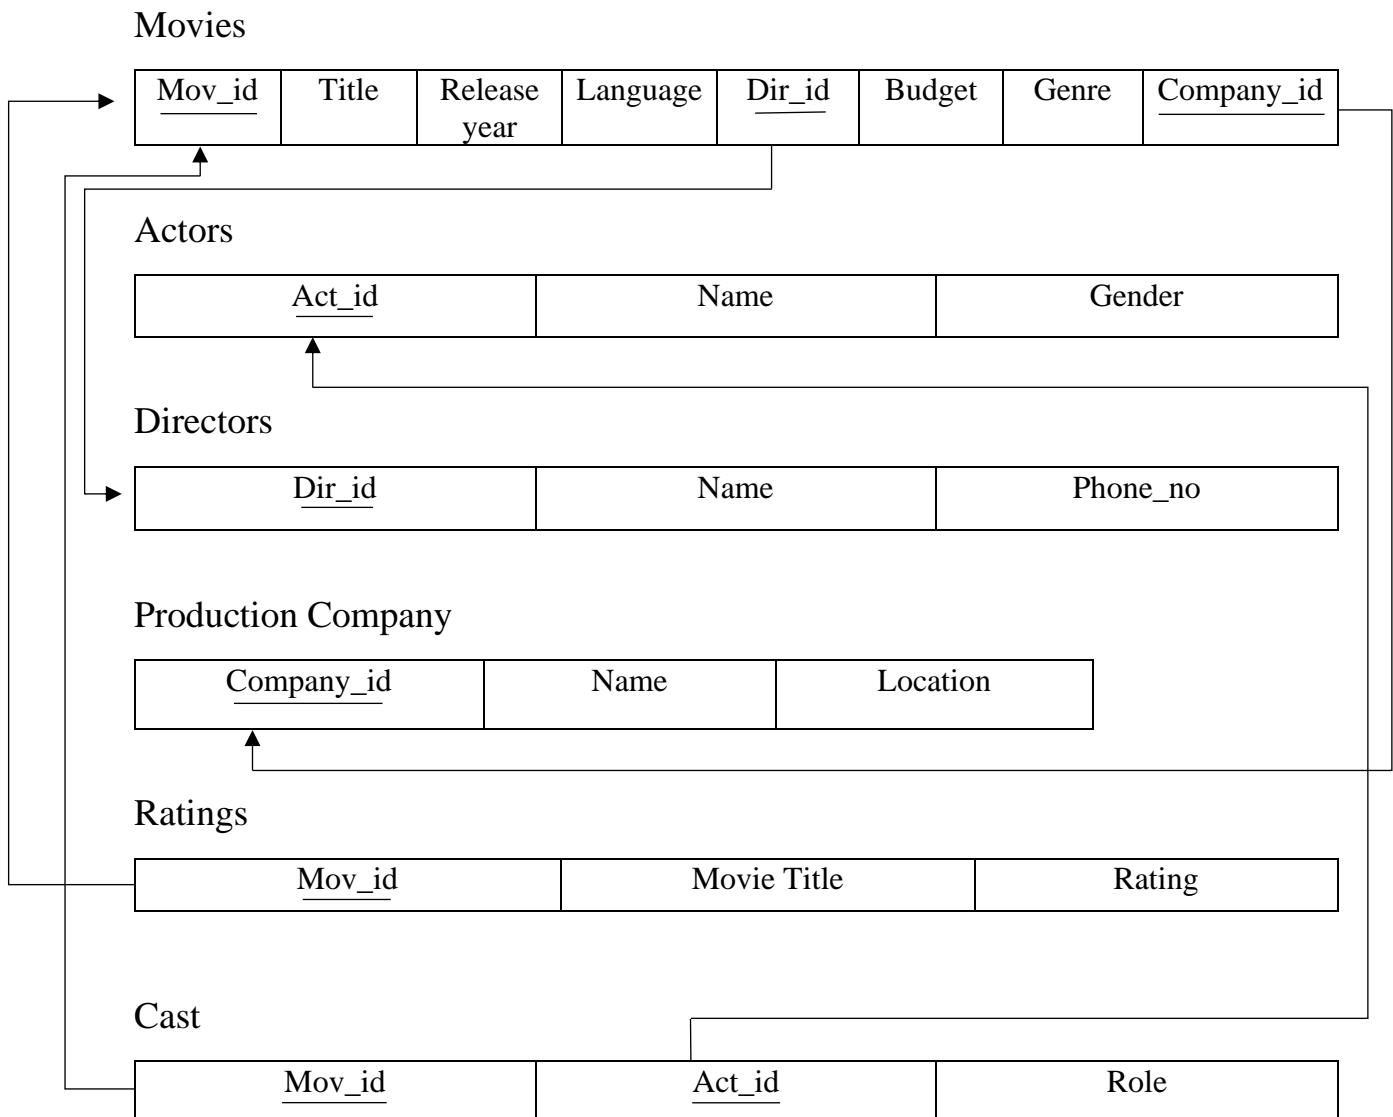 Movies
Mov_id Title Release year Language Dir_id Budget Genre Company_id
Actors
Act_id Name Gender
Directors
Dir_id Name Phone_no
Production Company
Company_id Name Location
Ratings
Mov_id Movie Title Rating
Cast
Mov_id Act_id Role